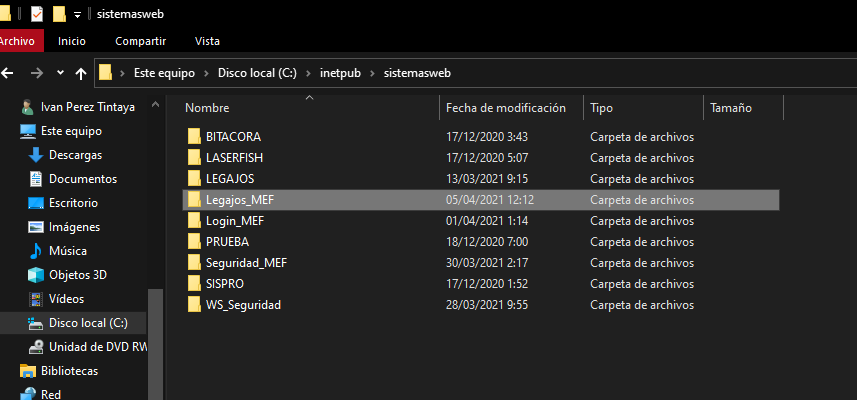 sistemasweb
Archivo Inicio Compartir Vista
Este equipo Disco local (C:) inetpub sistemasweb
Ivan Perez Tintaya
Este equipo
Descargas
Documentos
Escritorio
Imágenes
Música
Objetos 3D
Vídeos
Disco local (C:)
Unidad de DVD RW
Bibliotecas
Red
Nombre Fecha de modificación Tipo Tamaño
BITACORA 17/12/2020 3:43 Carpeta de archivos
LASERFISH 17/12/2020 5:07 Carpeta de archivos
LEGAJOS 13/03/2021 9:15 Carpeta de archivos
Legajos_MEF 05/04/2021 12:12 Carpeta de archivos
Login_MEF 01/04/2021 1:14 Carpeta de archivos
PRUEBA 18/12/2020 7:00 Carpeta de archivos
Seguridad_MEF 30/03/2021 2:17 Carpeta de archivos
SISPRO 17/12/2020 1:52 Carpeta de archivos
WS_Seguridad 28/03/2021 9:55 Carpeta de archivos